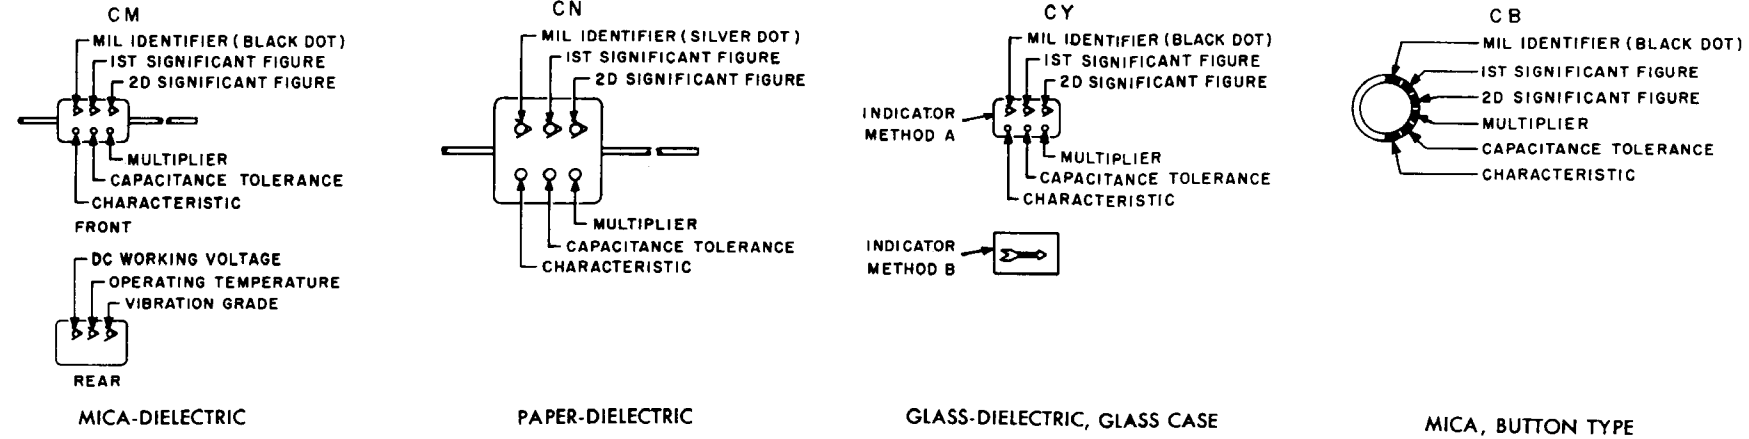 CM
MIL IDENTIFIER (BLACK DOT)
1ST SIGNIFICANT FIGURE
2D SIGNIFICANT FIGURE
MULTIPLIER
CAPACITANCE TOLERANCE
CHARACTERISTIC
FRONT
DC WORKING VOLTAGE
OPERATING TEMPERATURE
VIBRATION GRADE
REAR
MICA-DIELECTRIC
CN
MIL IDENTIFIER (SILVER DOT)
1ST SIGNIFICANT FIGURE
2D SIGNIFICANT FIGURE
MULTIPLIER
CAPACITANCE TOLERANCE
CHARACTERISTIC
PAPER-DIELECTRIC
CY
MIL IDENTIFIER (BLACK DOT)
1ST SIGNIFICANT FIGURE
2D SIGNIFICANT FIGURE
INDICATOR
METHOD A
MULTIPLIER
CAPACITANCE TOLERANCE
CHARACTERISTIC
INDICATOR
METHOD B
GLASS-DIELECTRIC, GLASS CASE
CB
MIL IDENTIFIER (BLACK DOT)
1ST SIGNIFICANT FIGURE
2D SIGNIFICANT FIGURE
MULTIPLIER
CAPACITANCE TOLERANCE
CHARACTERISTIC
MICA, BUTTON TYPE